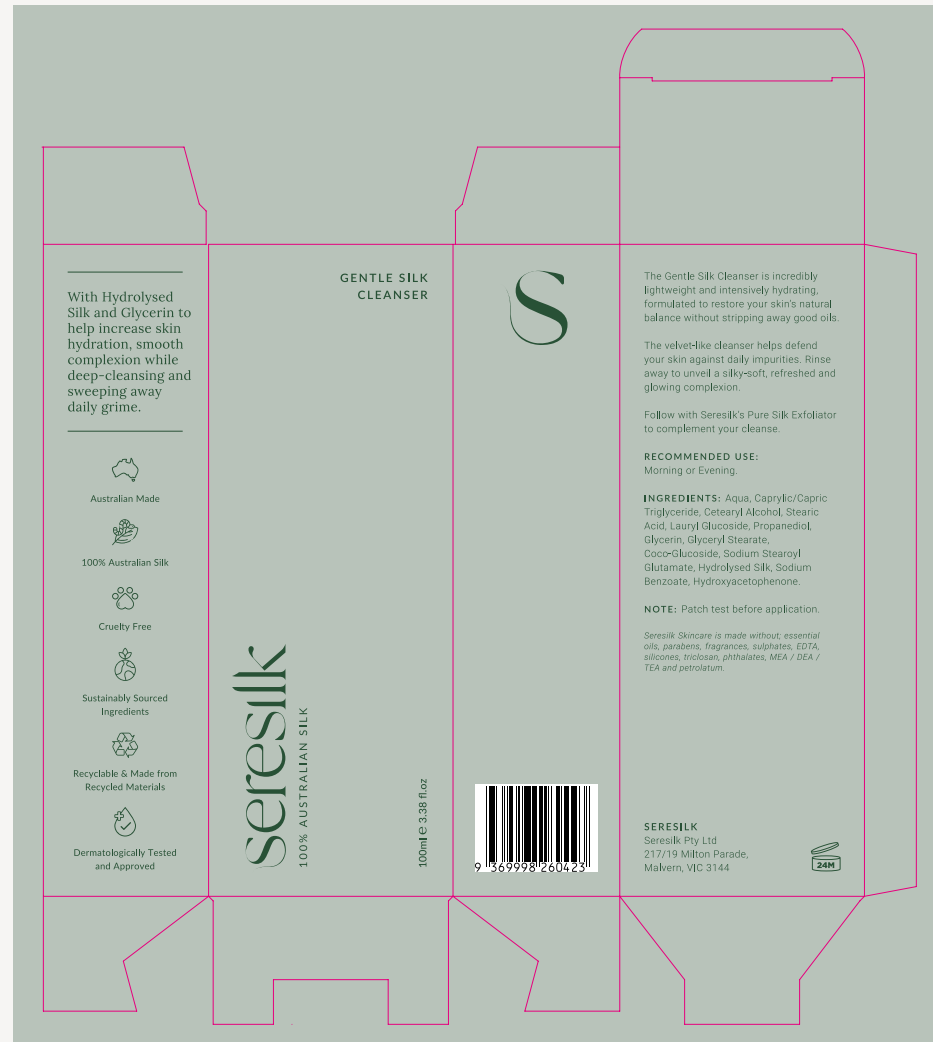 With Hydrolysed
Silk and Glycerin to
help increase skin
hydration, smooth
complexion while
deep-cleansing and
sweeping away
daily grime.
Australian Made
100% Australian Silk
Cruelty Free
Sustainably Sourced
Ingredients
Recyclable & Made from
Recycled Materials
Dermatologically Tested
and Approved
GENTLE SILK
CLEANSER
seresilk
100% AUSTRALIAN SILK
100ml ℮ 3.38 fl.oz
S
9 369998 260423
The Gentle Silk Cleanser is incredibly
lightweight and intensively hydrating,
formulated to restore your skin's natural
balance without stripping away good oils.
The velvet-like cleanser helps defend
your skin against daily impurities. Rinse
away to unveil a silky-soft, refreshed and
glowing complexion.
Follow with Seresilk's Pure Silk Exfoliator
to complement your cleanse.
RECOMMENDED USE:
Morning or Evening.
INGREDIENTS: Aqua, Caprylic/Capric
Triglyceride, Cetearyl Alcohol, Stearic
Acid, Lauryl Glucoside, Propanediol,
Glycerin, Glyceryl Stearate,
Coco-Glucoside, Sodium Stearoyl
Glutamate, Hydrolysed Silk, Sodium
Benzoate, Hydroxyacetophenone.
NOTE: Patch test before application.
Seresilk Skincare is made without; essential
oils, parabens, fragrances, sulphates, EDTA,
silicones, triclosan, phthalates, MEA / DEA /
TEA and petrolatum.
SERESILK
Seresilk Pty Ltd
217/19 Milton Parade,
Malvern, VIC 3144
24M